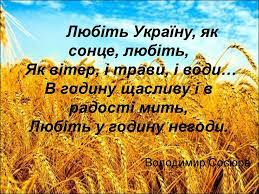 Любіть Україну, як
сонце, любіть,
Як вітер, і трави, і води…
В годину щасливу і в
радості мить,
Любіть у годину негоди.
Володимир Сосюра